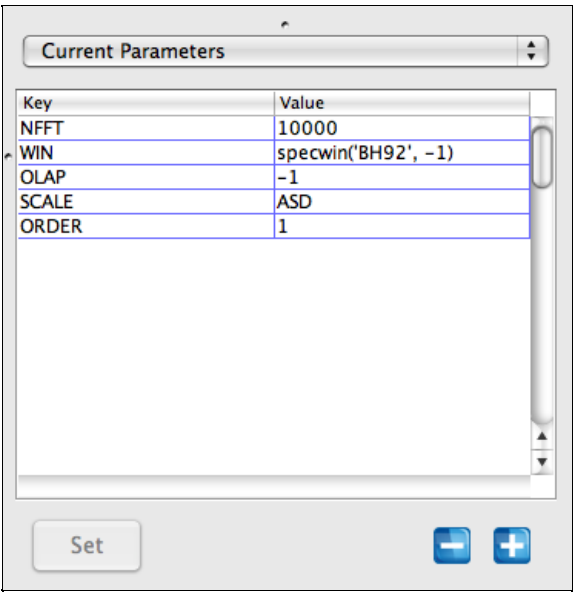 Current Parameters
Key Value
NFFT 10000
WIN specwin('BH92', -1)
OLAP -1
SCALE ASD
ORDER 1
Set